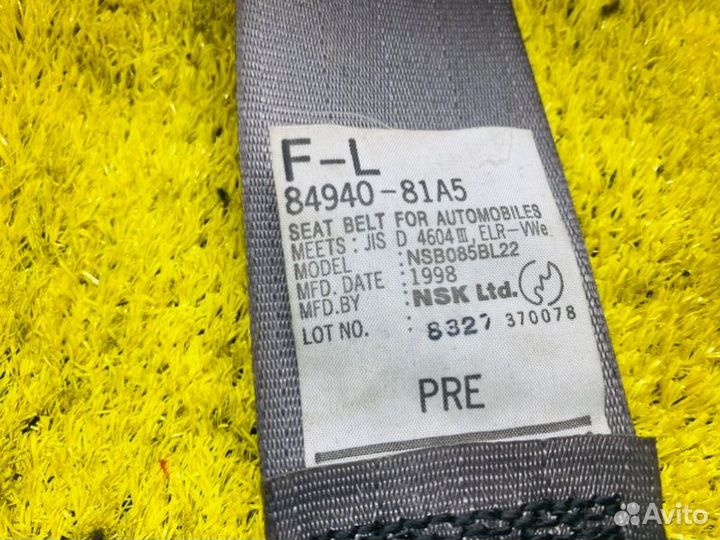 F-L
84940-81A5
SEAT BELT FOR AUTOMOBILES
MEETS : JIS D 4604 III, ELR-VWe
MODEL : NSB085BL22
MFD. DATE : 1998
MFD.BY : NSK Ltd.
LOT NO. : 8327 370078
PRE
Avito